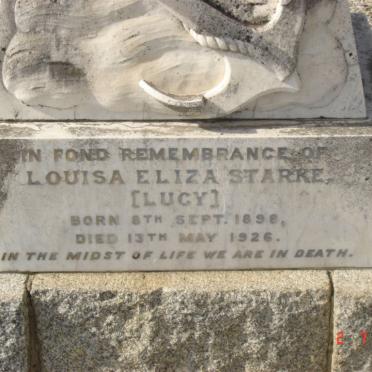 IN FOND REMEMBRANCE OF
LOUISA ELIZA STARKE,
[LUCY]
BORN 8TH SEPT. 1898,
DIED 13TH MAY 1926.
IN THE MIDST OF LIFE WE ARE IN DEATH.